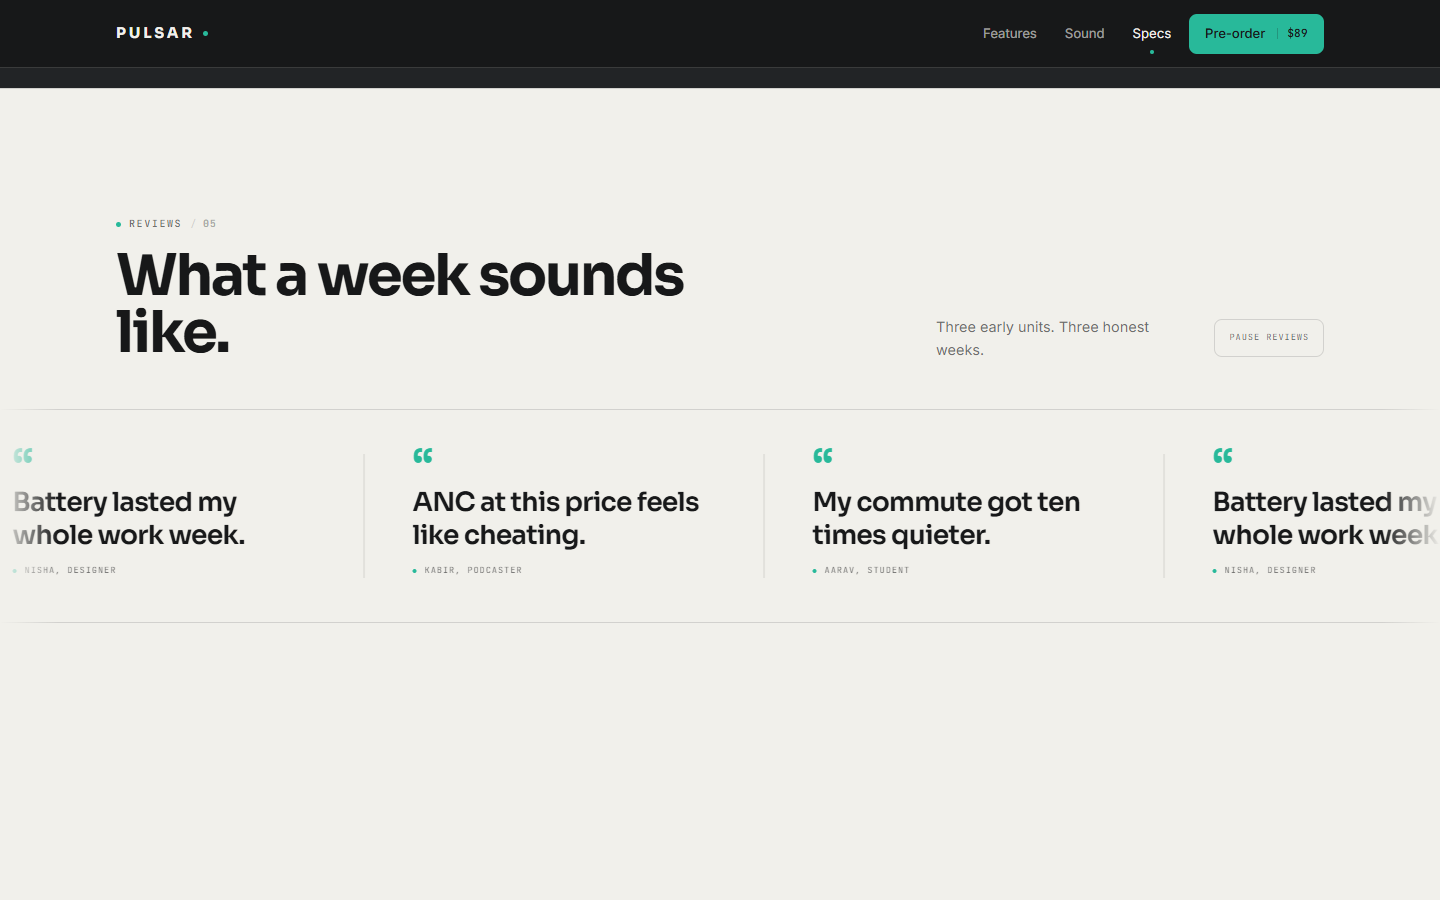 PULSAR
Features Sound Specs Pre-order $89
REVIEWS / 05
What a week sounds
like.
Three early units. Three honest
weeks.
PAUSE REVIEWS
“
Battery lasted my
whole work week.
NISHA, DESIGNER
“
ANC at this price feels
like cheating.
KABIR, PODCASTER
“
My commute got ten
times quieter.
AARAV, STUDENT
“
Battery lasted my
whole work week
NISHA, DESIGNER